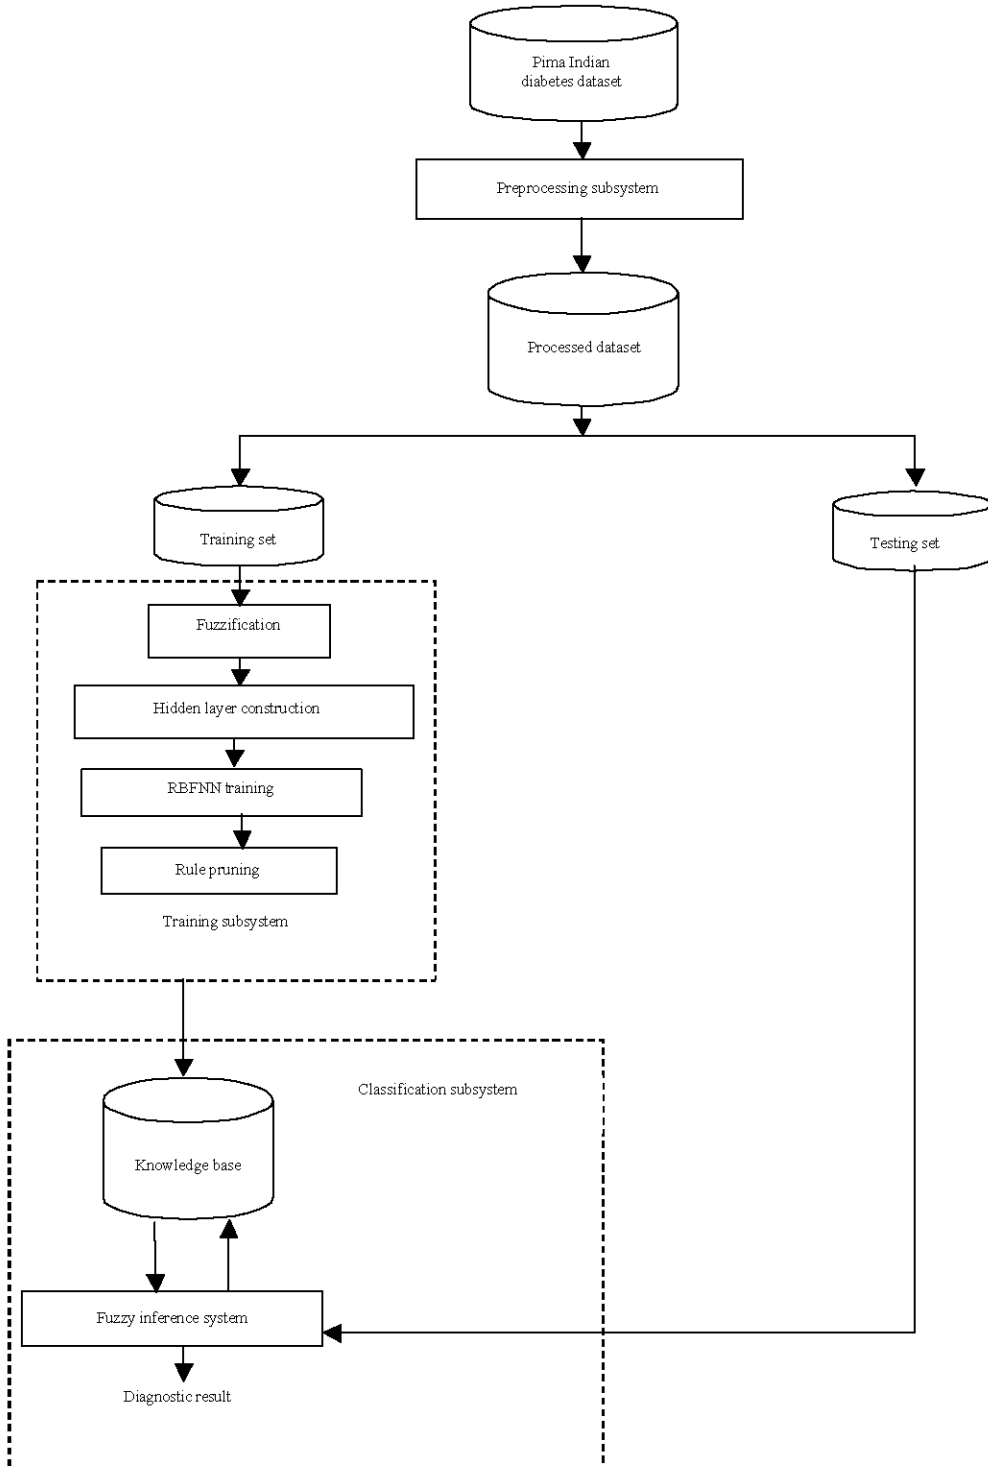 Pima Indian
diabetes dataset
Preprocessing subsystem
Processed dataset
Training set
Testing set
Fuzzification
Hidden layer construction
RBFNN training
Rule pruning
Training subsystem
Classification subsystem
Knowledge base
Fuzzy inference system
Diagnostic result